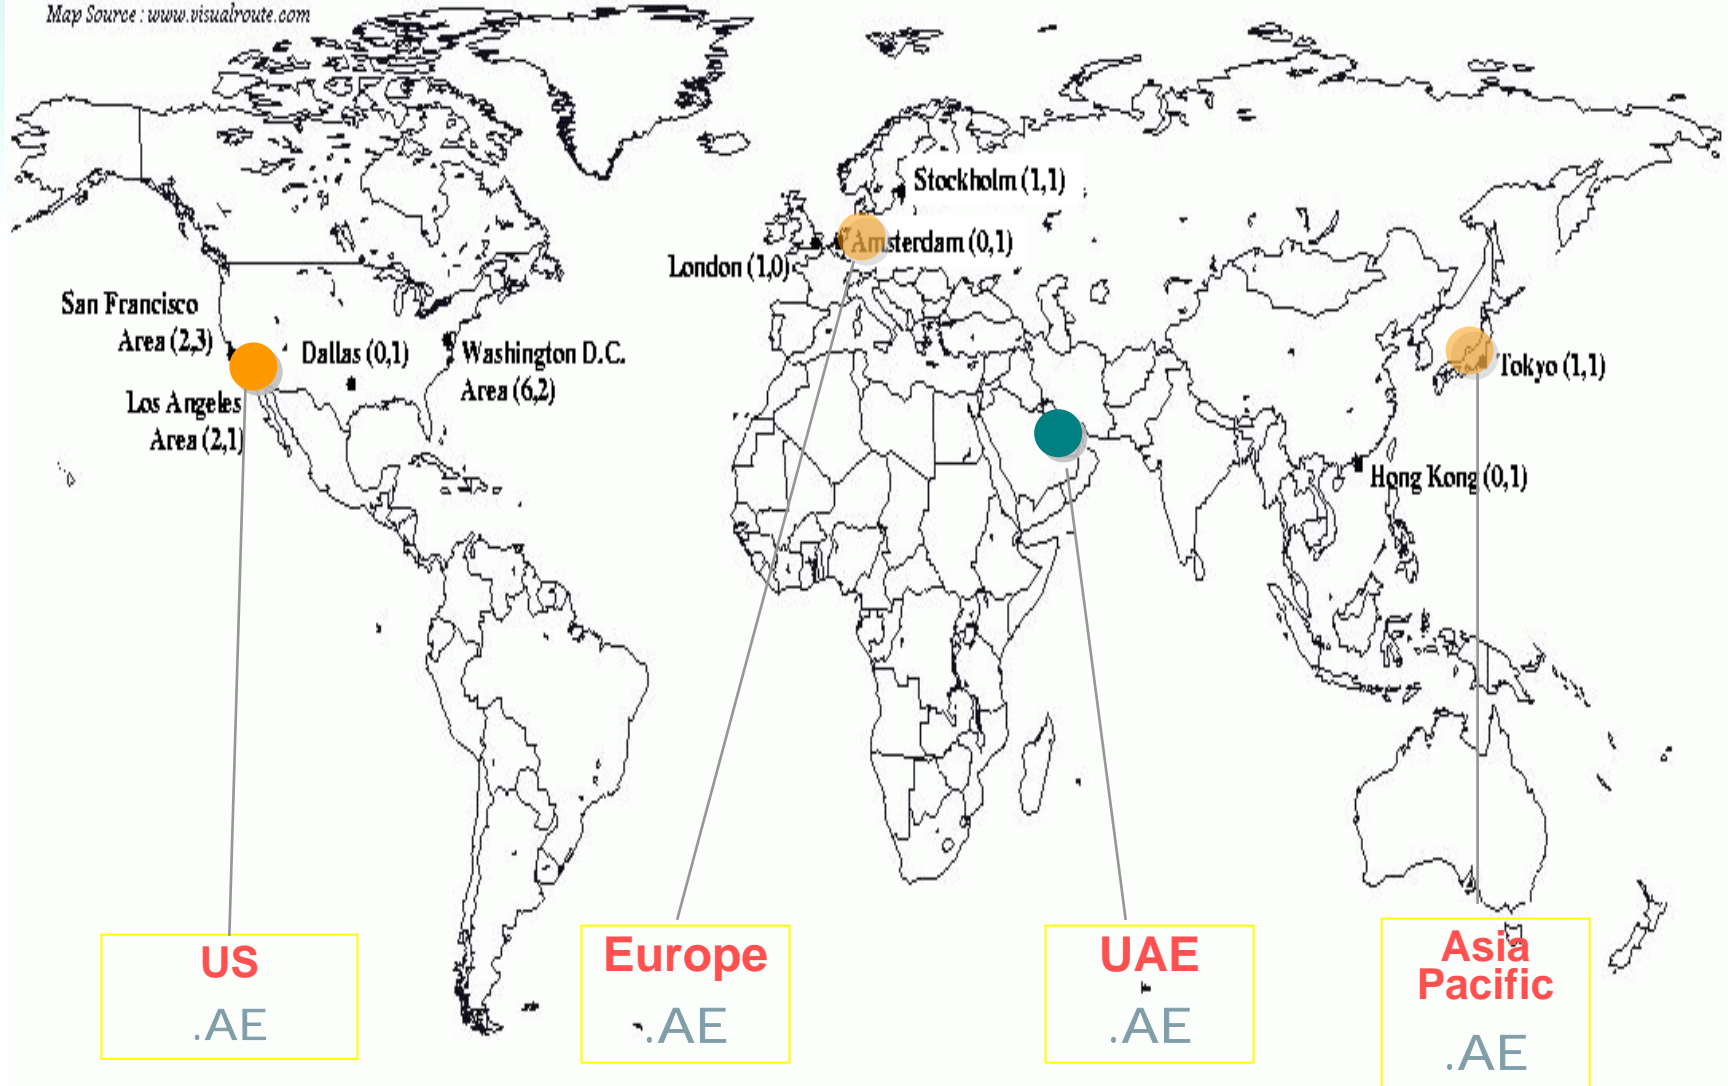 Map Source : www.visualroute.com
Stockholm (1,1)
Amsterdam (0,1)
London (1,0)
San Francisco
Area (2,3)
Dallas (0,1)
Washington D.C.
Area (6,2)
Tokyo (1,1)
Los Angeles
Area (2,1)
Hong Kong (0,1)
US
.AE
Europe
.AE
UAE
.AE
Asia
Pacific
.AE